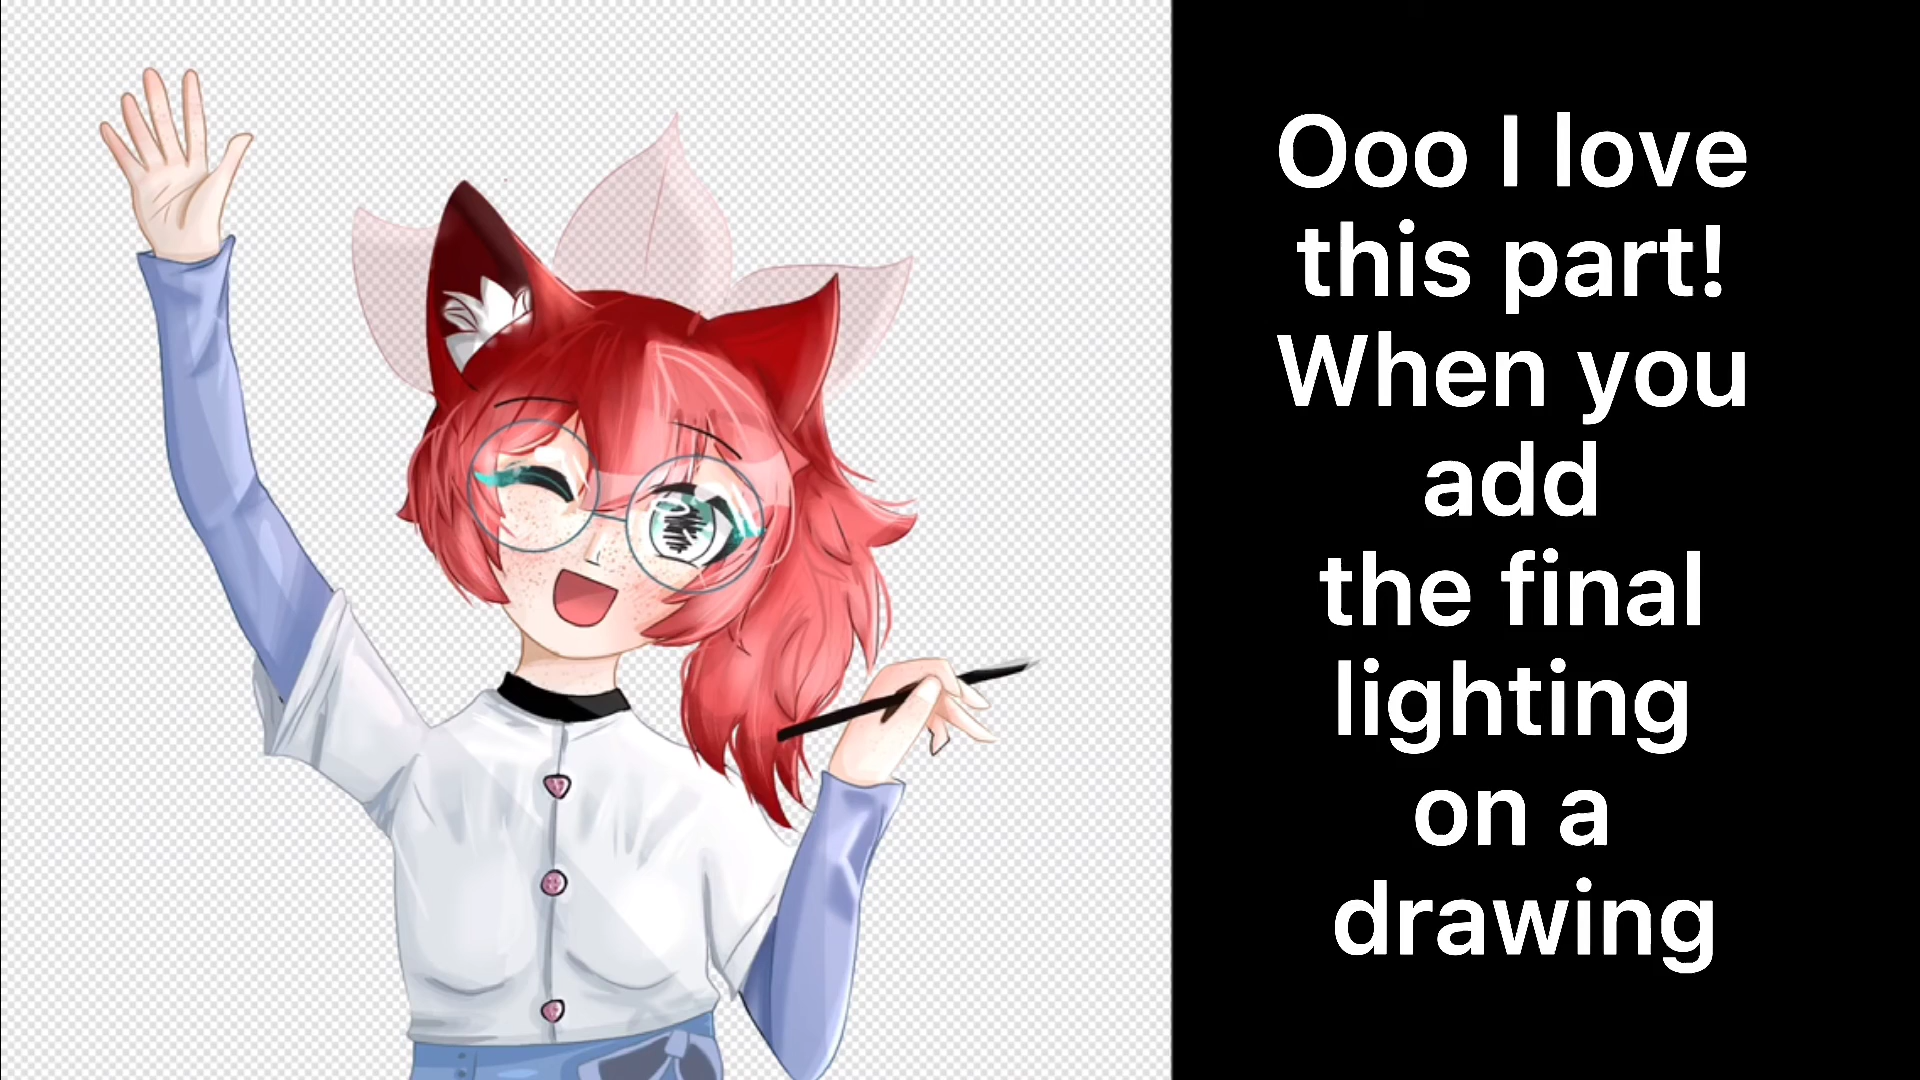 Ooo I love
this part!
When you
add
the final
lighting
on a
drawing